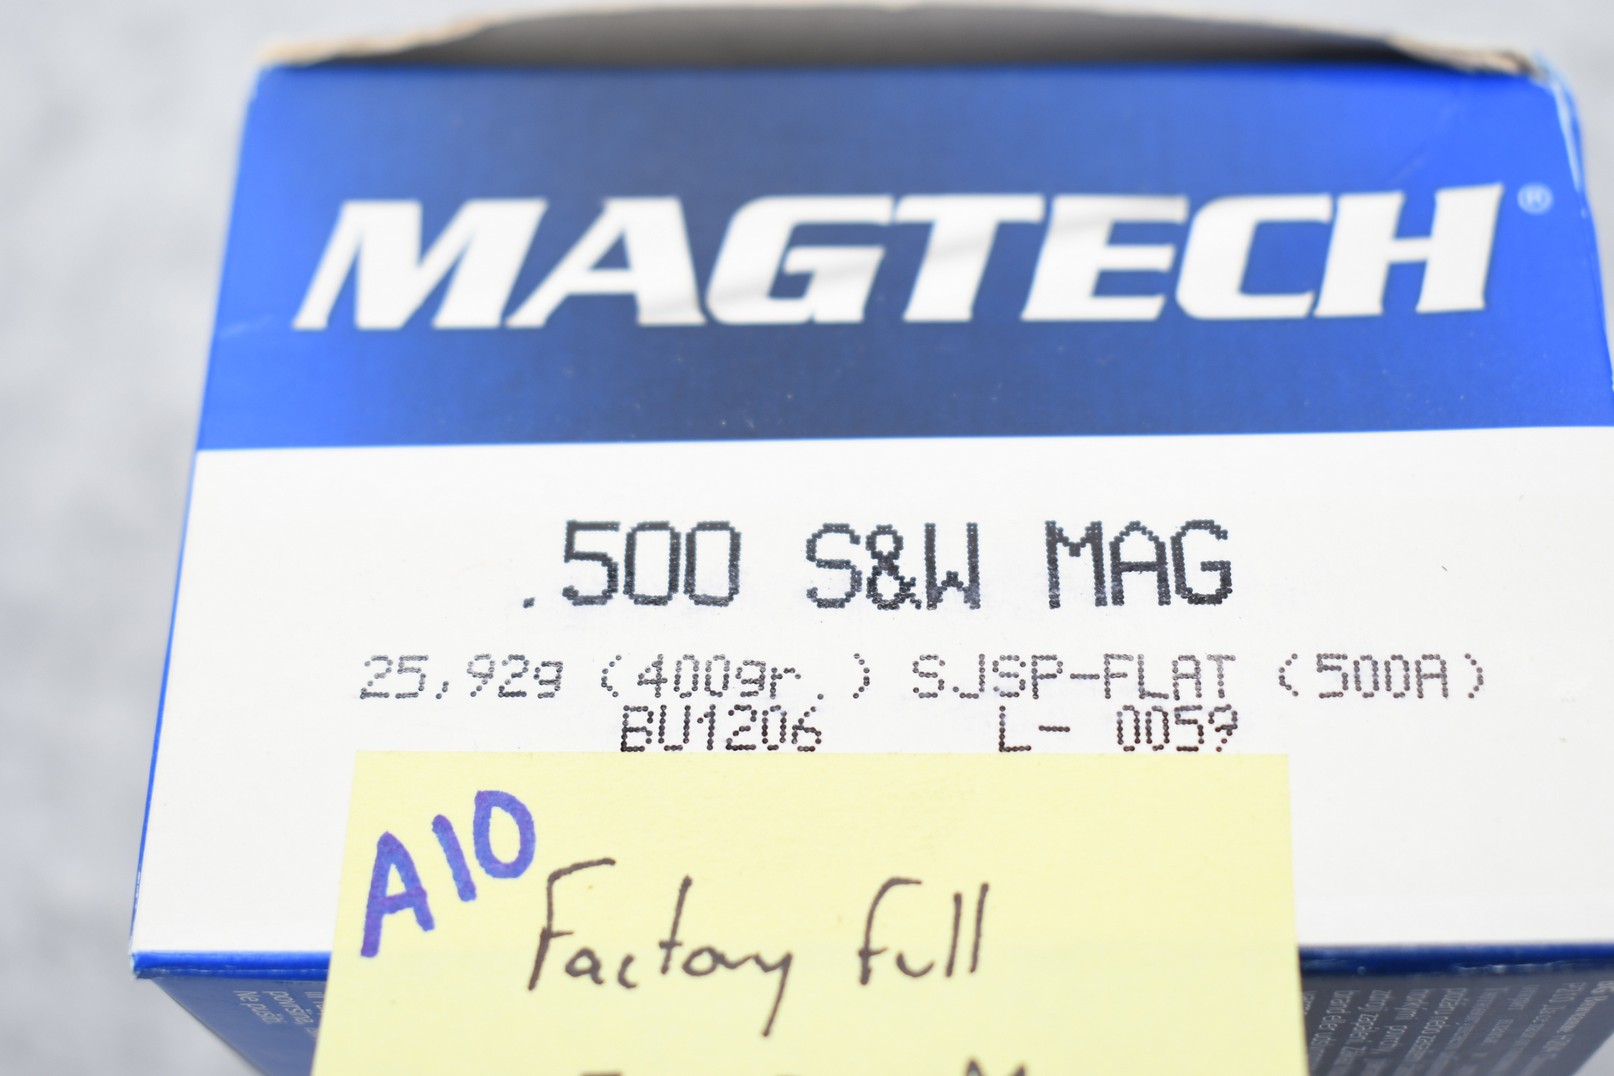 MAGTECH®
.500 S&W MAG
25,92g (400gr.) SJSP-FLAT (500A)
BU1206 L- 0059
A10
Factory Full